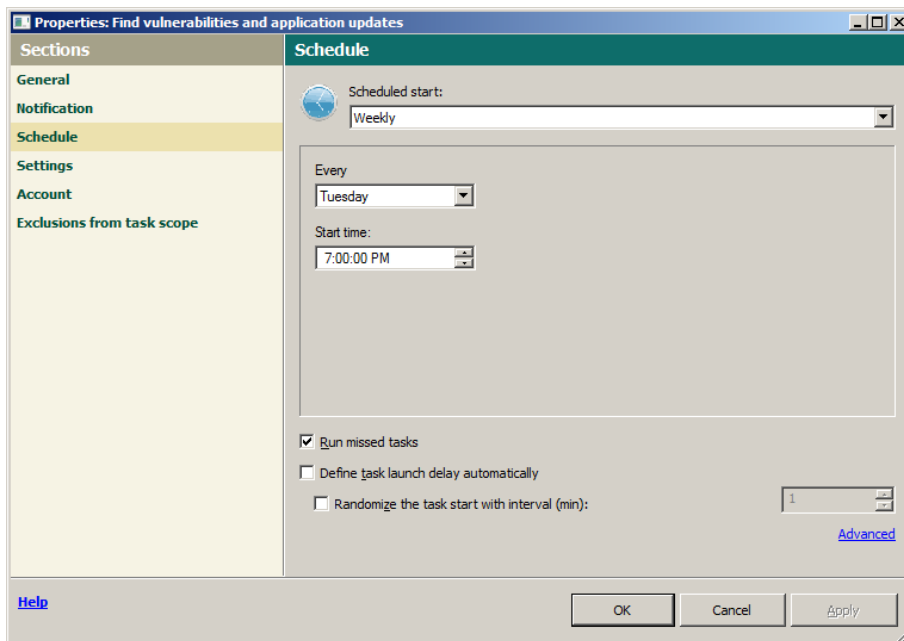 Properties: Find vulnerabilities and application updates
Sections
General
Notification
Schedule
Settings
Account
Exclusions from task scope
Schedule
Scheduled start:
Weekly
Every
Tuesday
Start time:
7:00:00 PM
Run missed tasks
Define task launch delay automatically
Randomize the task start with interval (min):
1
Advanced
Help
OK
Cancel
Apply